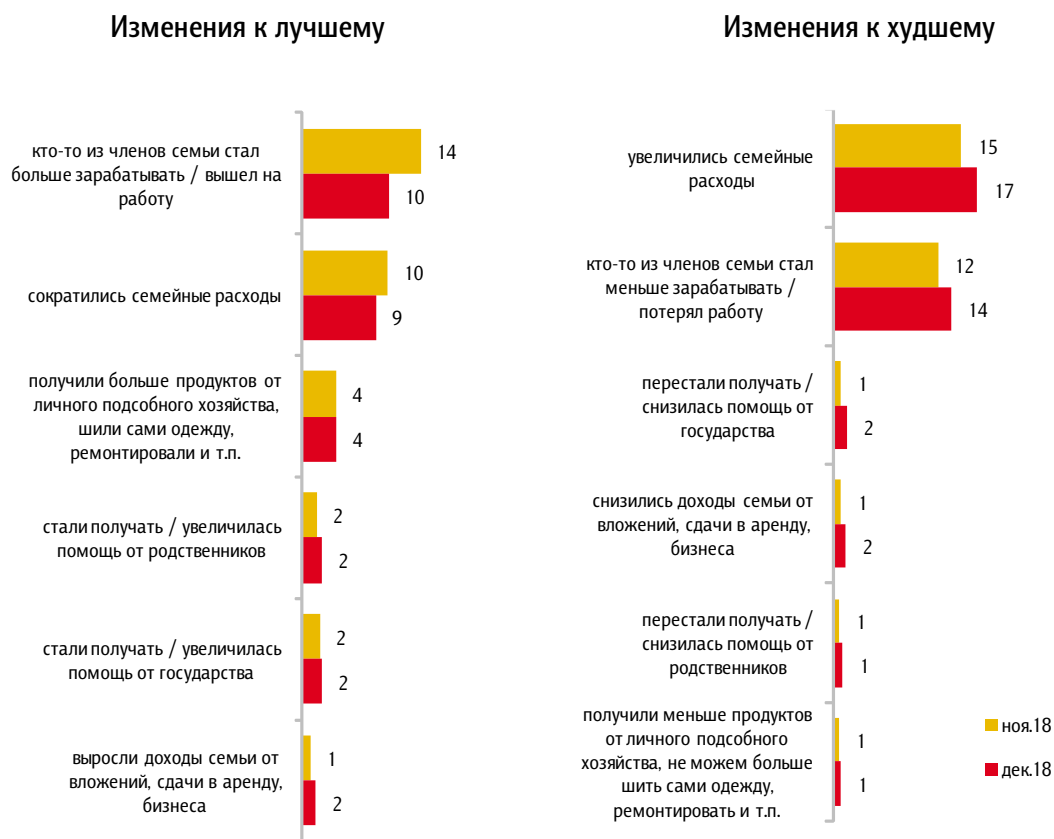 Изменения к лучшему
кто-то из членов семьи стал
больше зарабатывать / вышел на
работу
14
10
сократились семейные расходы
10
9
получили больше продуктов от
личного подсобного хозяйства,
шили сами одежду,
ремонтировали и т.п.
4
4
стали получать / увеличилась
помощь от родственников
2
2
стали получать / увеличилась
помощь от государства
2
2
выросли доходы семьи от
вложений, сдачи в аренду,
бизнеса
1
2
Изменения к худшему
увеличились семейные
расходы
15
17
кто-то из членов семьи стал
меньше зарабатывать /
потерял работу
12
14
перестали получать /
снизилась помощь от
государства
1
2
снизились доходы семьи от
вложений, сдачи в аренду,
бизнеса
1
2
перестали получать /
снизилась помощь от
родственников
1
1
получили меньше продуктов
от личного подсобного
хозяйства, не можем больше
шить сами одежду,
ремонтировать и т.п.
1
1
ноя.18
дек.18